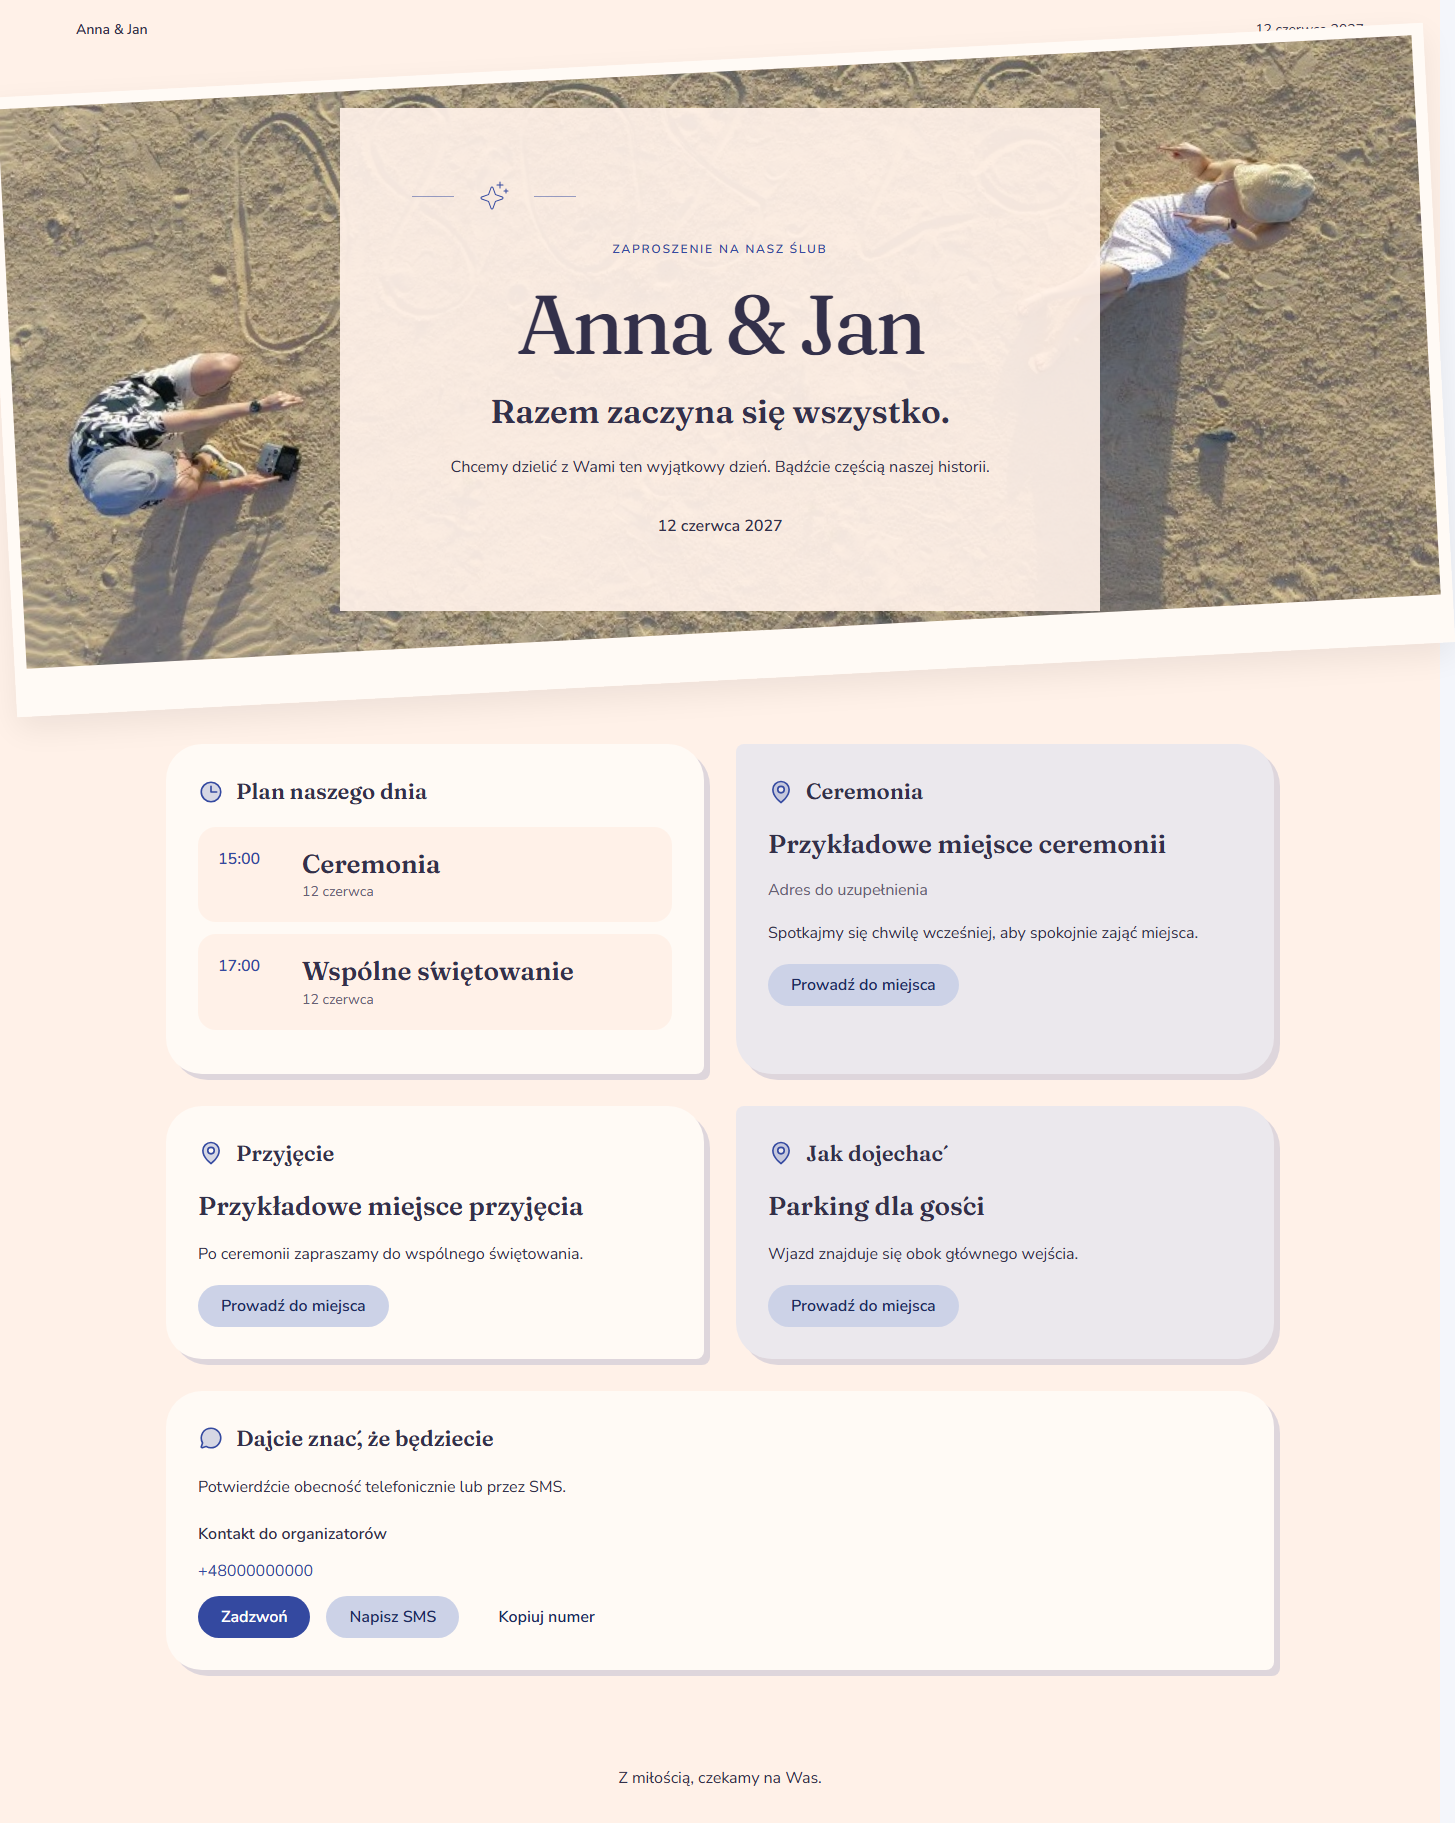 Anna & Jan
12 czerwca 2027
ZAPROSZENIE NA NASZ ŚLUB
Anna & Jan
Razem zaczyna się wszystko.
Chcemy dzielić z Wami ten wyjątkowy dzień. Bądźcie częścią naszej historii.
12 czerwca 2027
Plan naszego dnia
15:00 Ceremonia
12 czerwca
17:00 Wspólne świętowanie
12 czerwca
Ceremonia
Przykładowe miejsce ceremonii
Adres do uzupełnienia
Spotkajmy się chwilę wcześniej, aby spokojnie zająć miejsca.
Prowadź do miejsca
Przyjęcie
Przykładowe miejsce przyjęcia
Po ceremonii zapraszamy do wspólnego świętowania.
Prowadź do miejsca
Jak dojechać
Parking dla gości
Wjazd znajduje się obok głównego wejścia.
Prowadź do miejsca
Dajcie znać, że będziecie
Potwierdźcie obecność telefonicznie lub przez SMS.
Kontakt do organizatorów
+48000000000
Zadzwoń Napisz SMS Kopiuj numer
Z miłością, czekamy na Was.